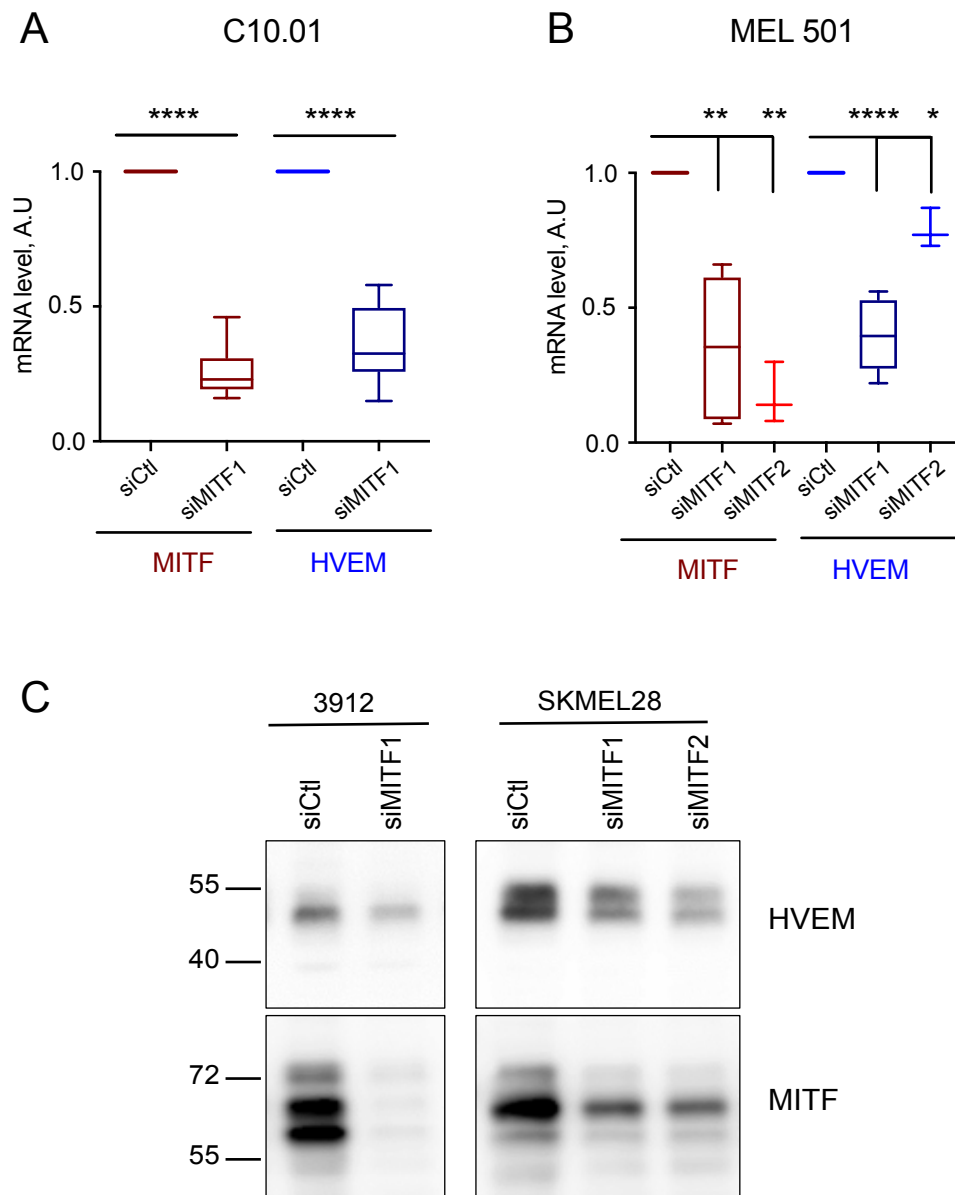 A
C10.01
****
****
mRNA level, A.U
1.0
0.5
0.0
siCtl
siMITF1
siCtl
siMITF1
MITF
HVEM
B
MEL 501
**
**
****
*
mRNA level, A.U
1.0
0.5
0.0
siCtl
siMITF1
siMITF2
siCtl
siMITF1
siMITF2
MITF
HVEM
C
3912
SKMEL28
siCtl
siMITF1
siCtl
siMITF1
siMITF2
55
40
HVEM
72
55
MITF